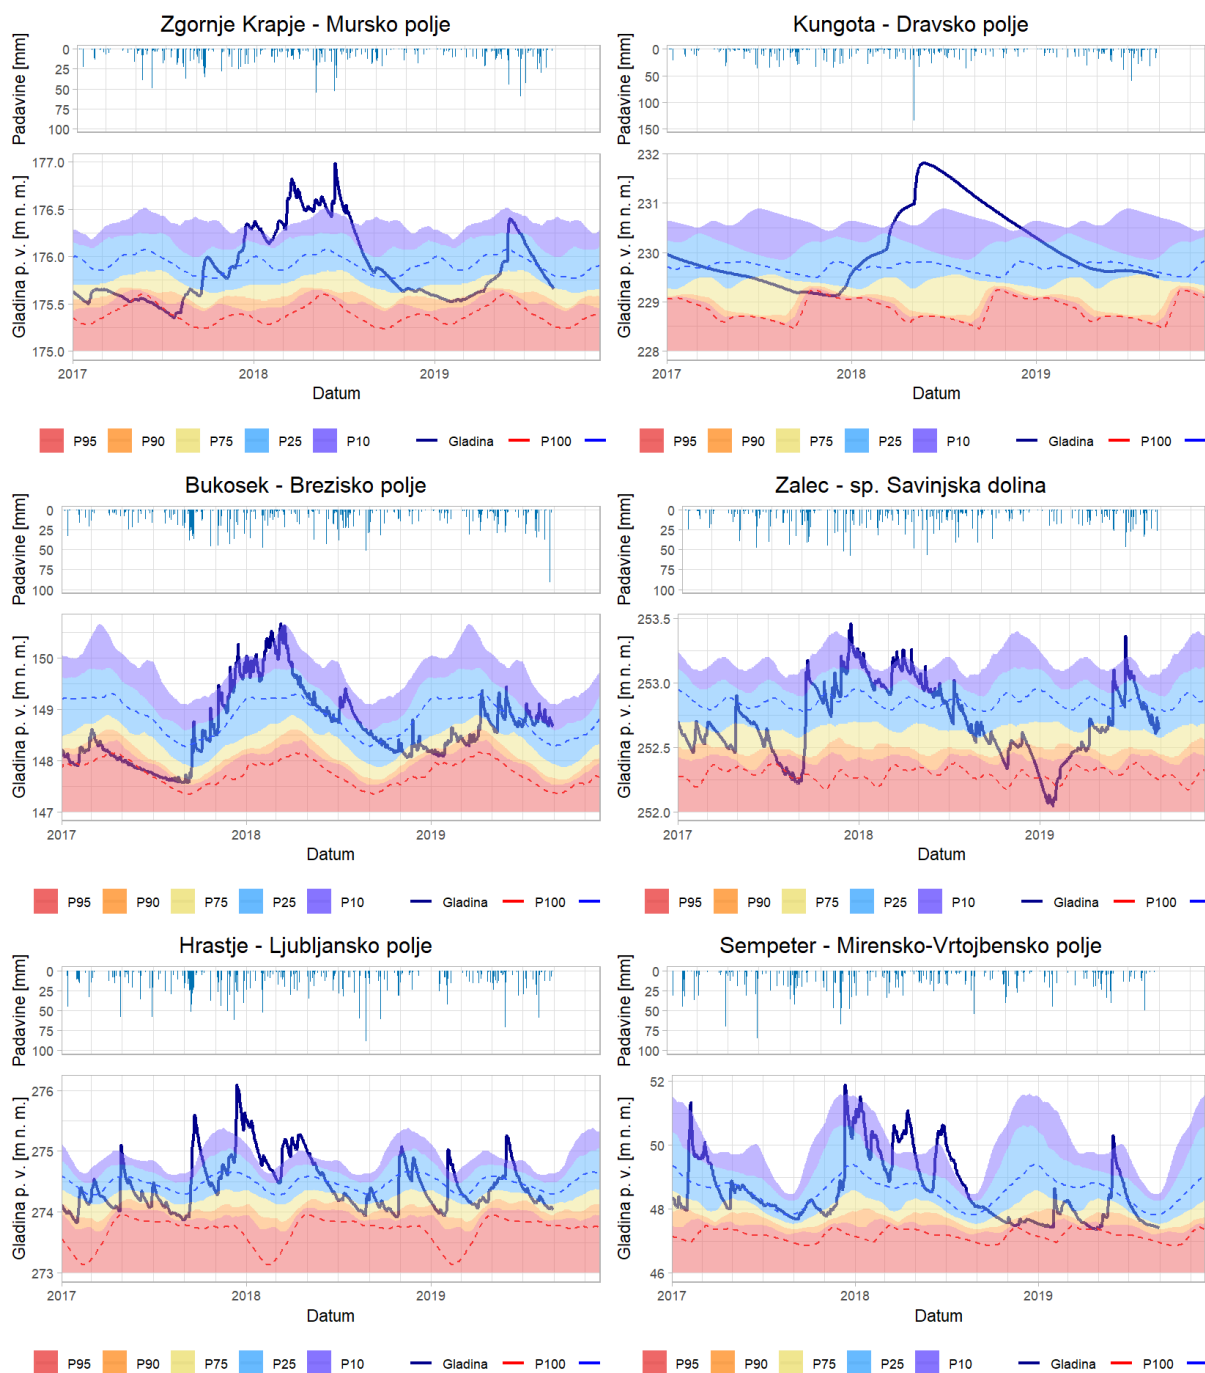 Zgornje Krapje - Mursko polje
Padavine [mm]
0
25
50
75
100
Gladina p. v. [m n. m.]
177.0
176.5
176.0
175.5
175.0
2017 2018 2019
Datum
P95 P90 P75 P25 P10 Gladina P100
Kungota - Dravsko polje
Padavine [mm]
0
50
100
150
Gladina p. v. [m n. m.]
232
231
230
229
228
2017 2018 2019
Datum
P95 P90 P75 P25 P10 Gladina P100
Bukosek - Brezisko polje
Padavine [mm]
0
25
50
75
100
Gladina p. v. [m n. m.]
150
149
148
147
2017 2018 2019
Datum
P95 P90 P75 P25 P10 Gladina P100
Zalec - sp. Savinjska dolina
Padavine [mm]
0
25
50
75
100
Gladina p. v. [m n. m.]
253.5
253.0
252.5
252.0
2017 2018 2019
Datum
P95 P90 P75 P25 P10 Gladina P100
Hrastje - Ljubljansko polje
Padavine [mm]
0
25
50
75
100
Gladina p. v. [m n. m.]
276
275
274
273
2017 2018 2019
Datum
P95 P90 P75 P25 P10 Gladina P100
Sempeter - Mirensko-Vrtojbensko polje
Padavine [mm]
0
25
50
75
100
Gladina p. v. [m n. m.]
52
50
48
46
2017 2018 2019
Datum
P95 P90 P75 P25 P10 Gladina P100